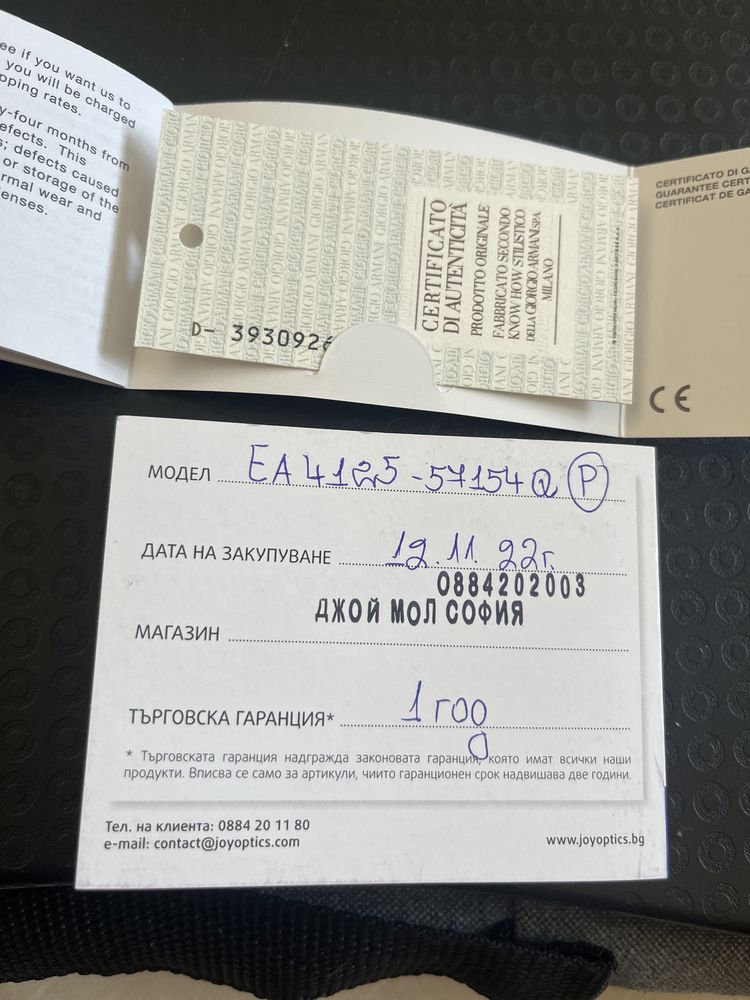 ee if you want us to
you will be charged
pping rates.
y-four months from
efects. This
s; defects caused
or storage of the
rmal wear and
enses.
CERTIFICATO
DI AUTENTICITÀ
PRODOTTO ORIGINALE
FABBRICATO SECONDO
KNOW HOW STILISTICO
DELLA GIORGIO ARMANI SPA
MILANO
D- 3930926
CERTIFICATO DI GA
GUARANTEE CERT
CERTIFICAT DE GA
CE
МОДЕЛ EA 4125 - 57154Q P
ДАТА НА ЗАКУПУВАНЕ 12.11.22г.
0884202003
ДЖОЙ МОЛ СОФИЯ
МАГАЗИН
ТЪРГОВСКА ГАРАНЦИЯ* 1 год
* Търговската гаранция надгражда законовата гаранция, която имат всички наши
продукти. Вписва се само за артикули, чиито гаранционен срок надвишава две години.
Тел. на клиента: 0884 20 11 80
e-mail: contact@joyoptics.com
www.joyoptics.bg